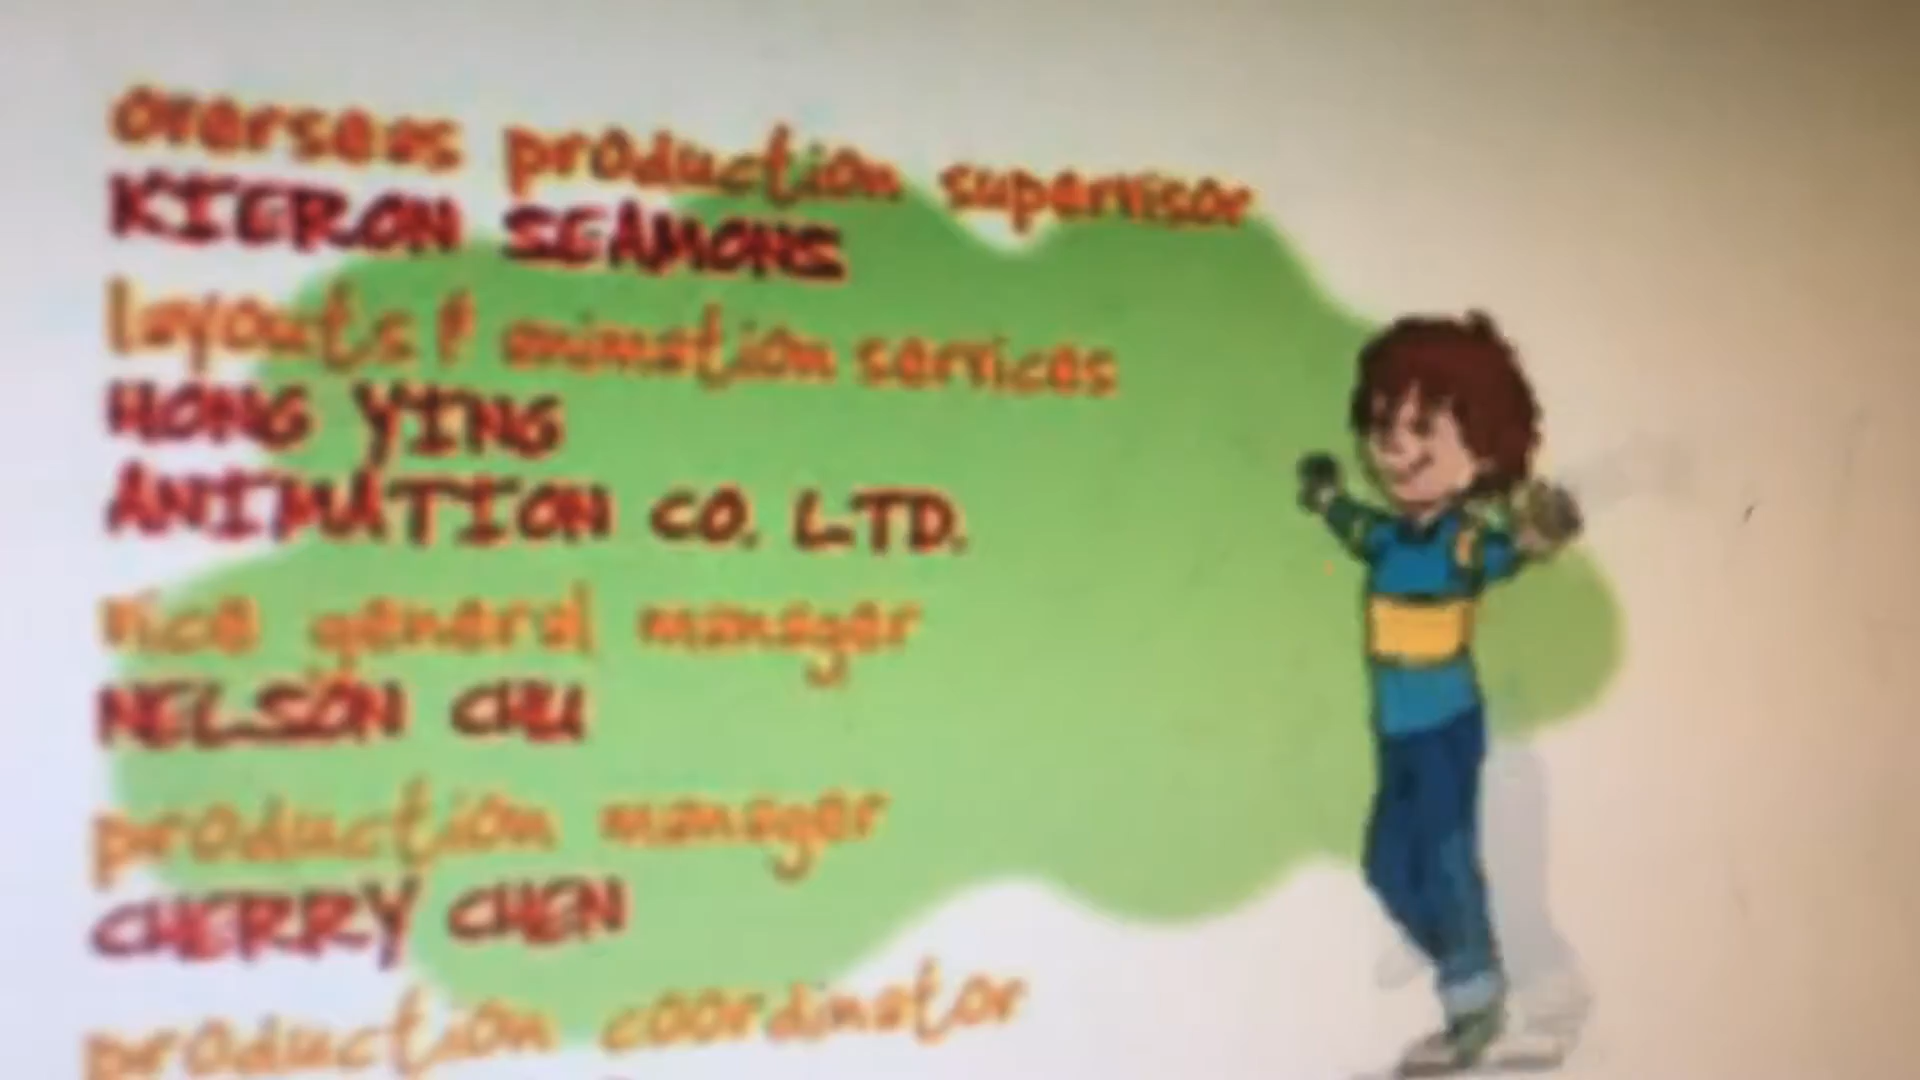 overseas production supervisor
KIERON SEAMONS
layouts & animation services
HONG YING
ANIMATION CO. LTD.
vice general manager
NELSON CHU
production manager
CHERRY CHEN
production coordinator